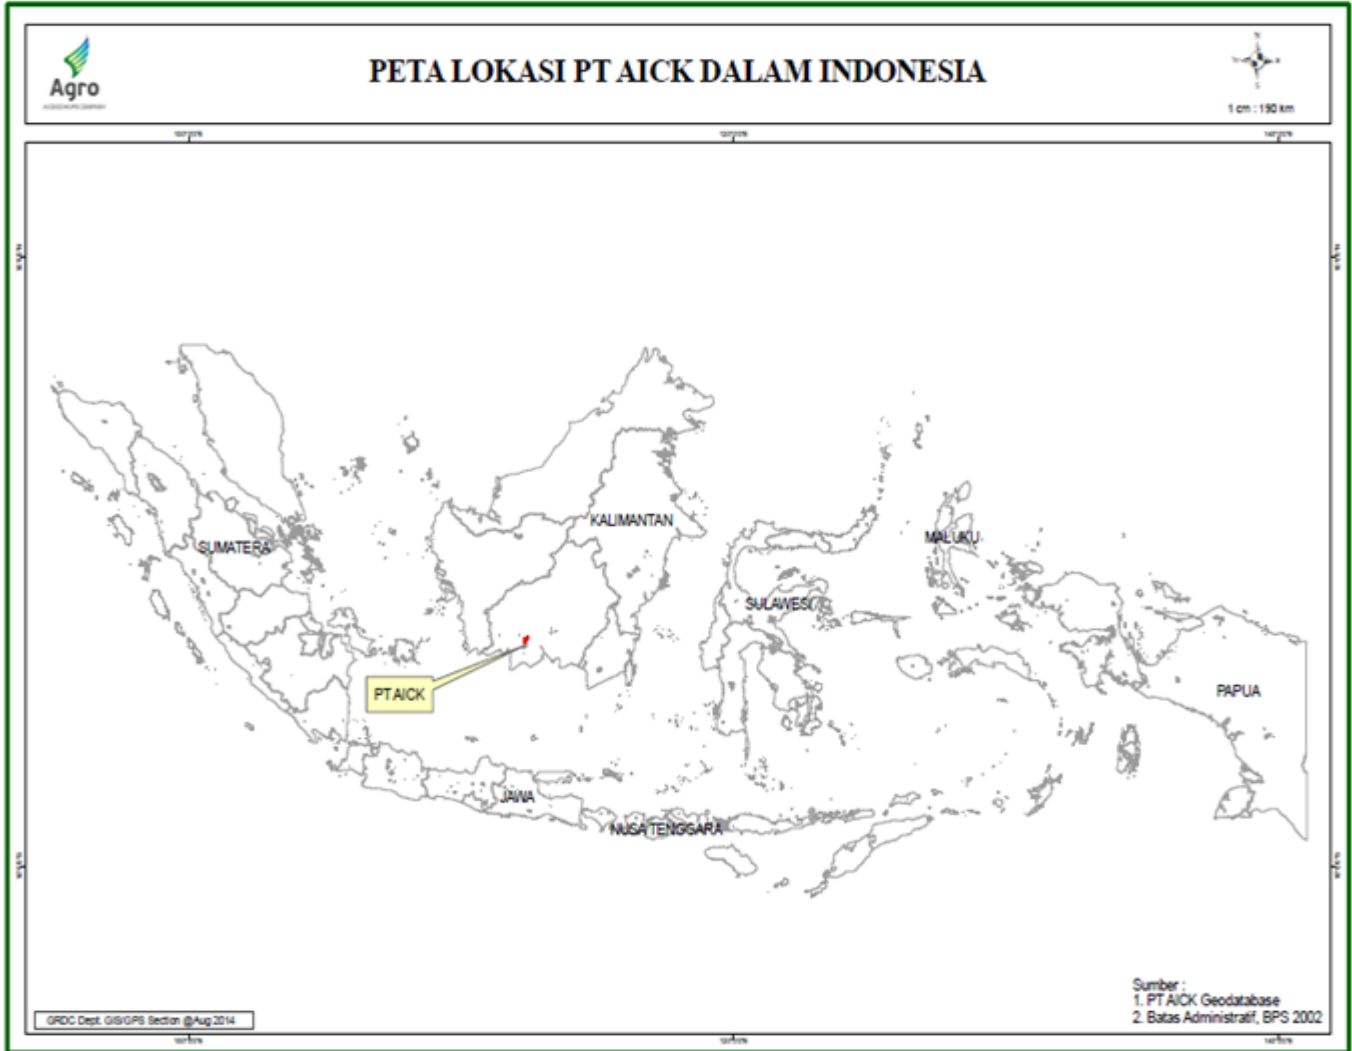 Agro
PETA LOKASI PT AICK DALAM INDONESIA
1 cm : 190 km
KALIMANTAN
SUMATERA
MALUKU
SULAWESI
PT AICK
PAPUA
JAWA
NUSA TENGGARA
Sumber :
1. PT AICK Geodatabase
2. Batas Administratif, BPS 2002
GRDC Dept. GIS/GPS Section @Aug 2014